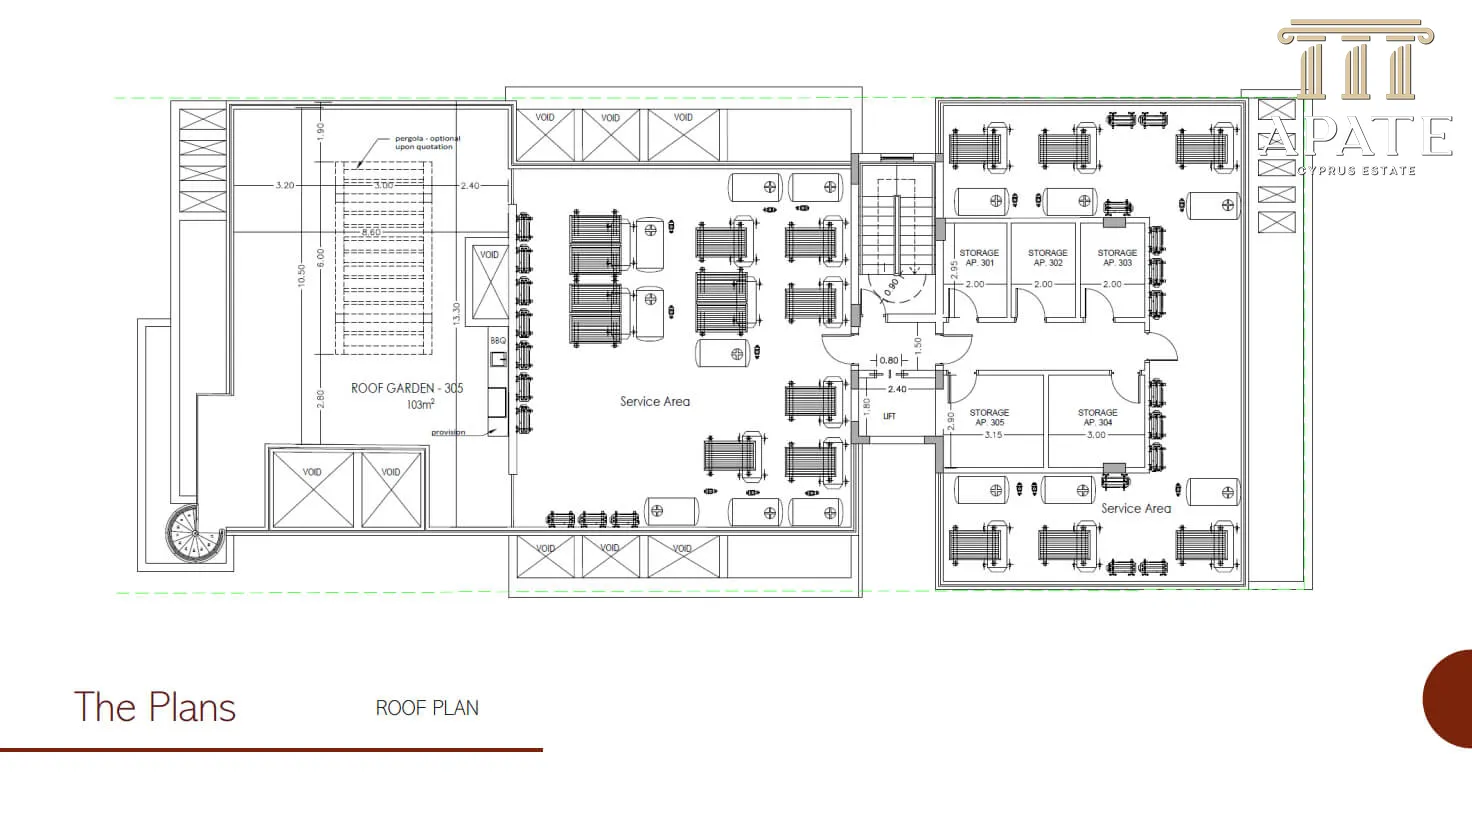 APATE
CYPRUS ESTATE
VOID
VOID
VOID
1.90
pergola - optional
upon quotation
3.20
3.00
2.40
8.60
10.50
6.00
13.30
2.80
VOID
BBQ
ROOF GARDEN - 305
103m²
provision
VOID
VOID
Service Area
0.90
STORAGE
AP. 301
2.00
2.95
STORAGE
AP. 302
2.00
STORAGE
AP. 303
2.00
1.50
0.80
2.40
1.80
LIFT
2.90
STORAGE
AP. 305
3.15
STORAGE
AP. 304
3.00
Service Area
VOID
VOID
VOID
The Plans
ROOF PLAN